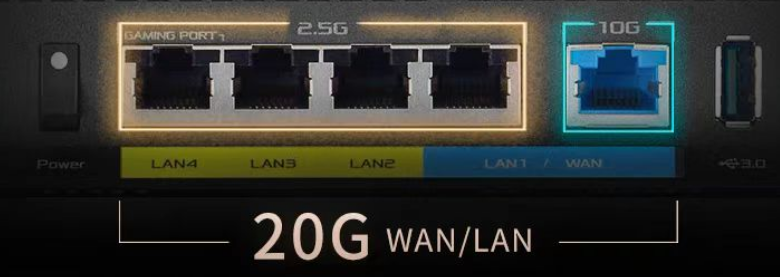 2.5G
10G
GAMING PORT
Power
LAN4
LAN3
LAN2
LAN1 / WAN
3.0
20G WAN/LAN